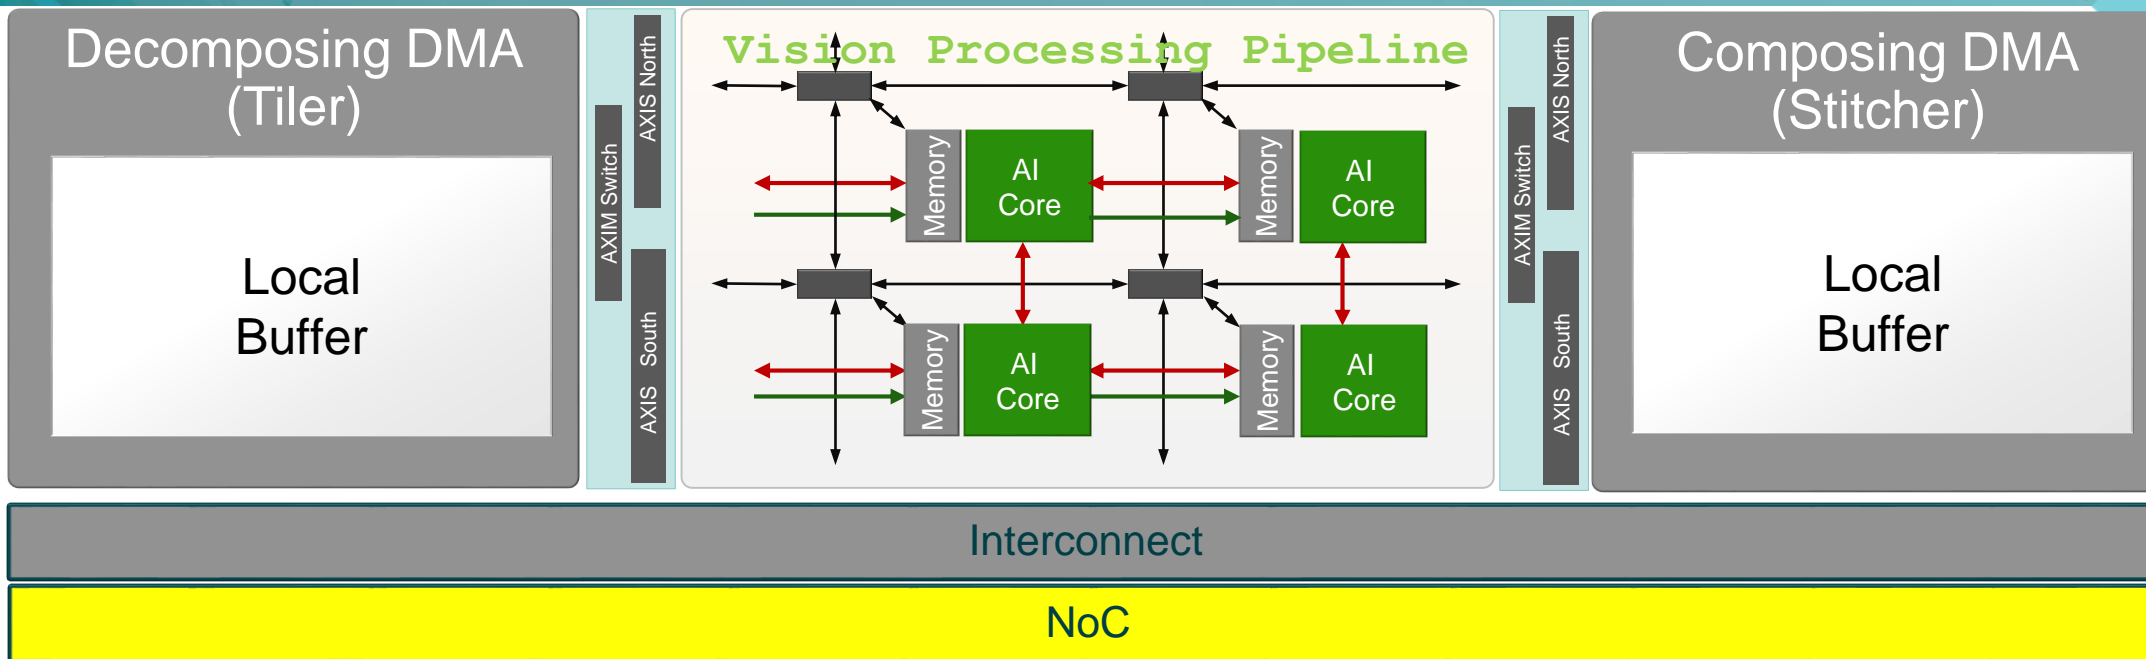 Decomposing DMA
(Tiler)
Local
Buffer
AXIM Switch
AXIS North
AXIS South
Vision Processing Pipeline
Memory
AI
Core
Memory
AI
Core
Memory
AI
Core
Memory
AI
Core
AXIM Switch
AXIS North
AXIS South
Composing DMA
(Stitcher)
Local
Buffer
Interconnect
NoC